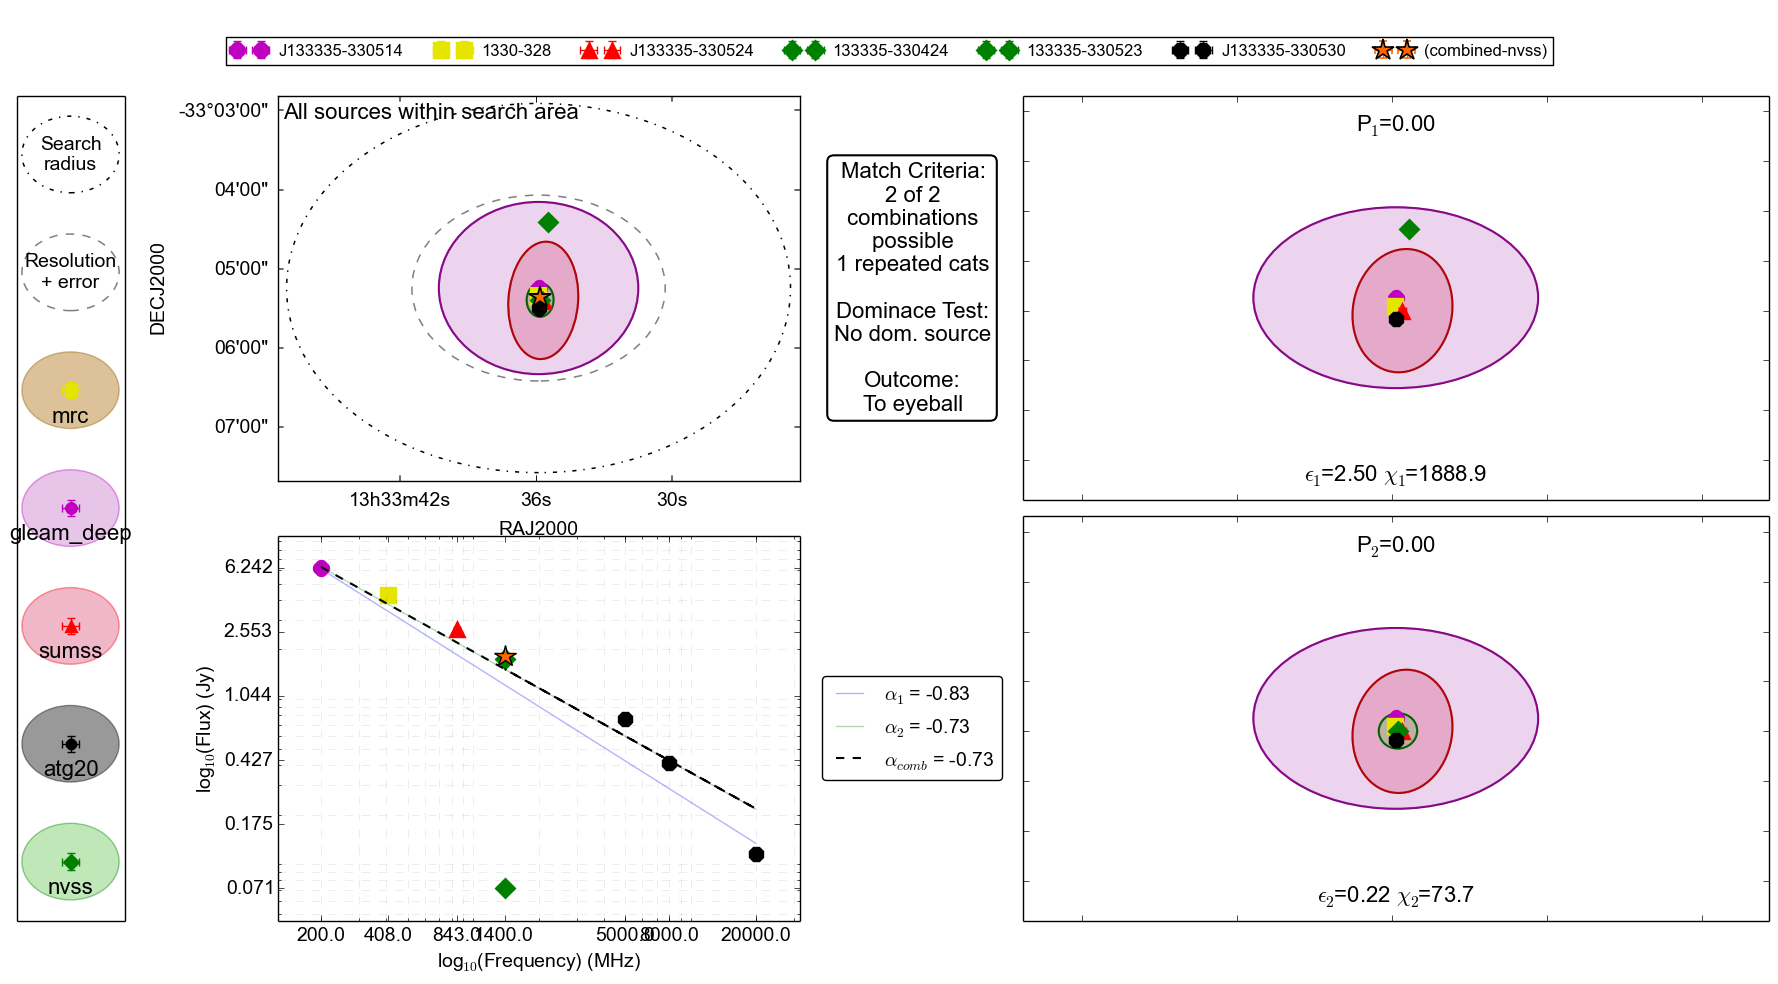 J133335-330514 1330-328 J133335-330524 133335-330424 133335-330523 J133335-330530 (combined-nvss)
Search
radius
Resolution
+ error
mrc
gleam_deep
sumss
atg20
nvss
All sources within search area
-33°03'00"
04'00"
05'00"
06'00"
07'00"
DECJ2000
13h33m42s 36s 30s
RAJ2000
Match Criteria:
2 of 2
combinations
possible
1 repeated cats
Dominace Test:
No dom. source
Outcome:
To eyeball
P1=0.00
ϵ1=2.50 χ1=1888.9
6.242
2.553
1.044
0.427
0.175
0.071
log10(Flux) (Jy)
200.0 408.0 843.0 1400.0 5000.0 8000.0 20000.0
log10(Frequency) (MHz)
α1 = -0.83
α2 = -0.73
αcomb = -0.73
P2=0.00
ϵ2=0.22 χ2=73.7